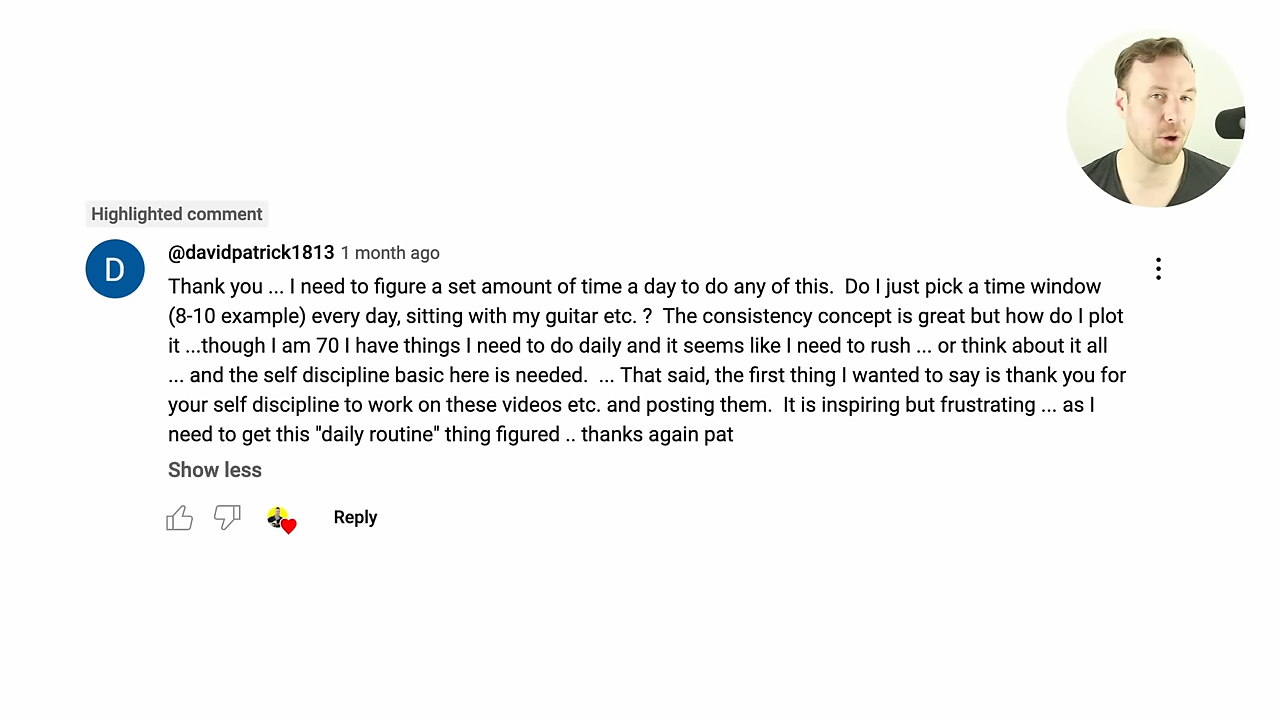 Highlighted comment
D
@davidpatrick1813 1 month ago
Thank you ... I need to figure a set amount of time a day to do any of this.  Do I just pick a time window
(8-10 example) every day, sitting with my guitar etc. ?  The consistency concept is great but how do I plot
it ...though I am 70 I have things I need to do daily and it seems like I need to rush ... or think about it all
... and the self discipline basic here is needed.  ... That said, the first thing I wanted to say is thank you for
your self discipline to work on these videos etc. and posting them.  It is inspiring but frustrating ... as I
need to get this "daily routine" thing figured .. thanks again pat
Show less
Reply